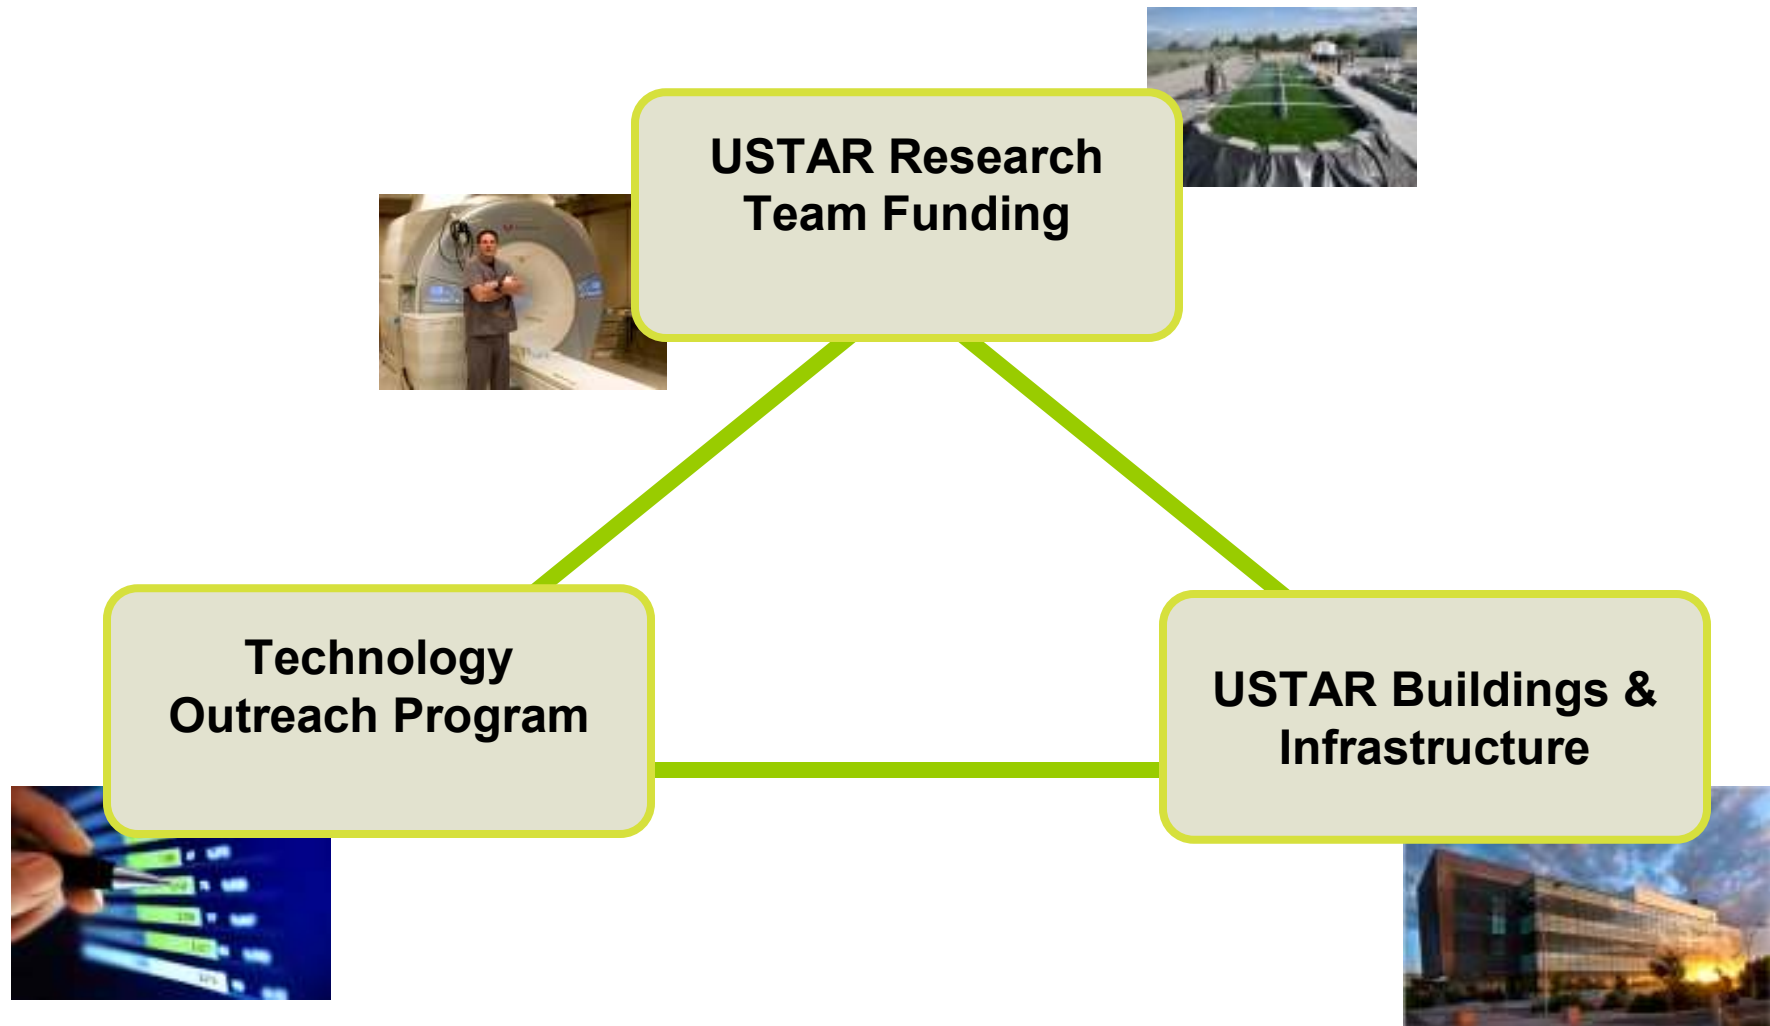 USTAR Research
Team Funding
Technology
Outreach Program
USTAR Buildings &
Infrastructure